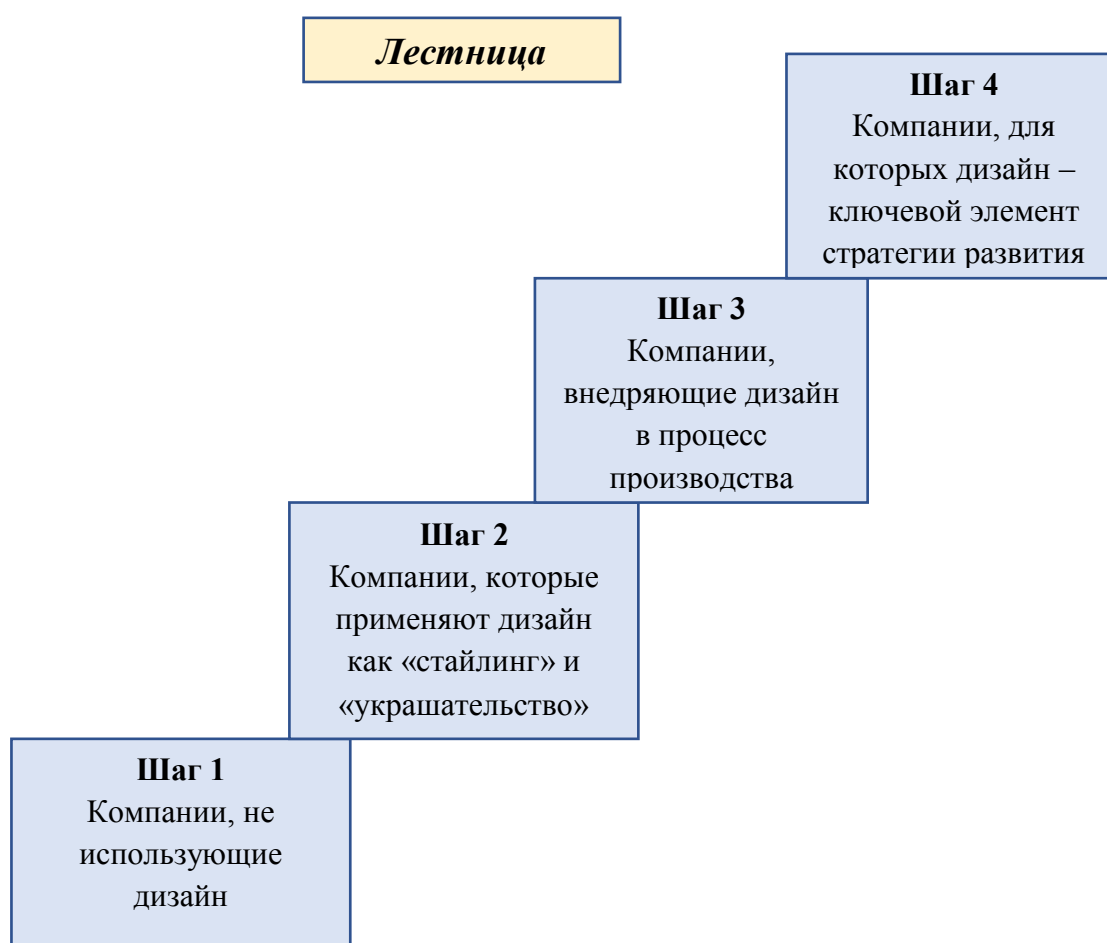 Лестница
Шаг 4
Компании, для
которых дизайн –
ключевой элемент
стратегии развития
Шаг 3
Компании,
внедряющие дизайн
в процесс
производства
Шаг 2
Компании, которые
применяют дизайн
как «стайлинг» и
«украшательство»
Шаг 1
Компании, не
использующие
дизайн